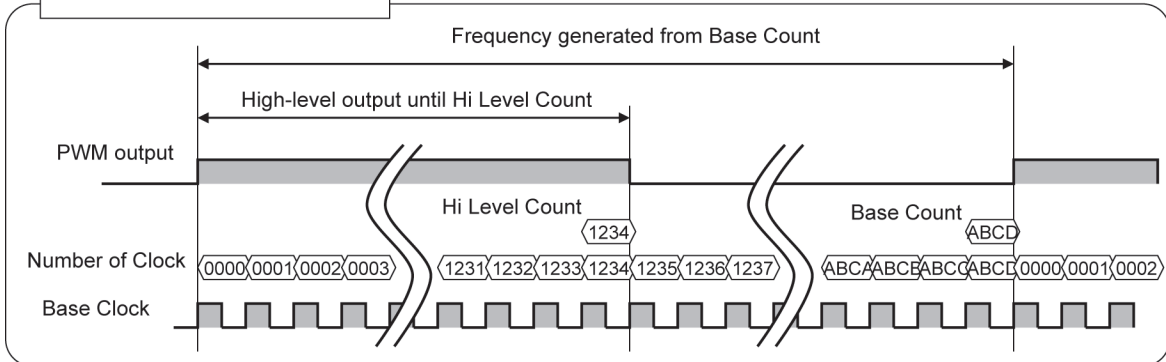 Frequency generated from Base Count
High-level output until Hi Level Count
PWM output
Hi Level Count 1234 Base Count ABCD
Number of Clock 0000 0001 0002 0003 1231 1232 1233 1234 1235 1236 1237 ABCA ABCB ABCC ABCD 0000 0001 0002
Base Clock